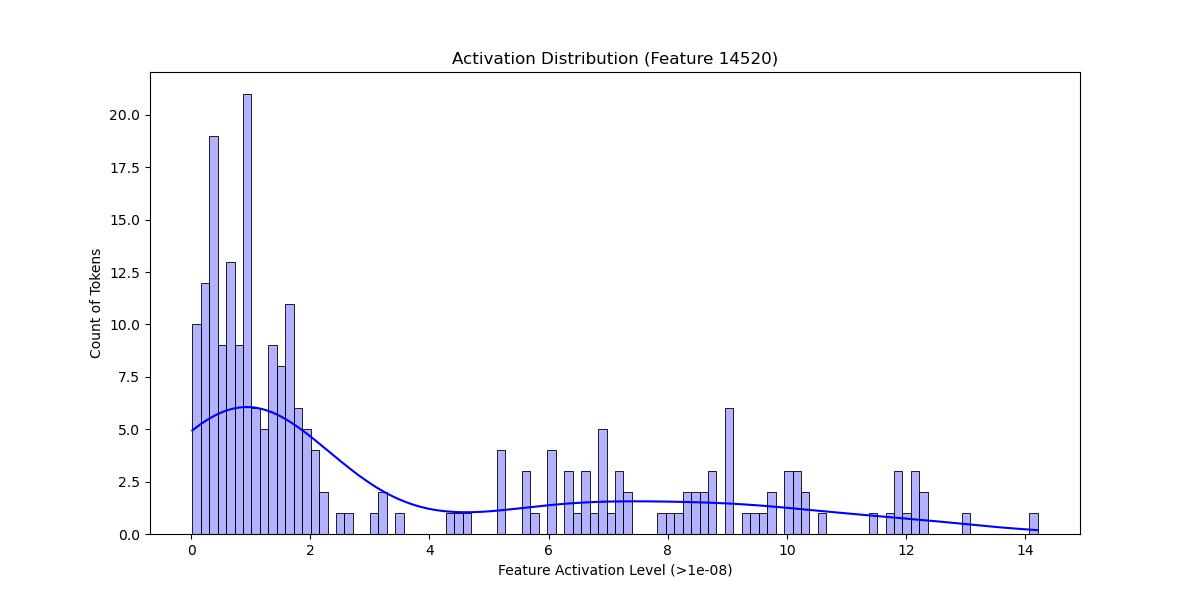 Activation Distribution (Feature 14520)
Count of Tokens
20.0
17.5
15.0
12.5
10.0
7.5
5.0
2.5
0.0
0 2 4 6 8 10 12 14
Feature Activation Level (>1e-08)